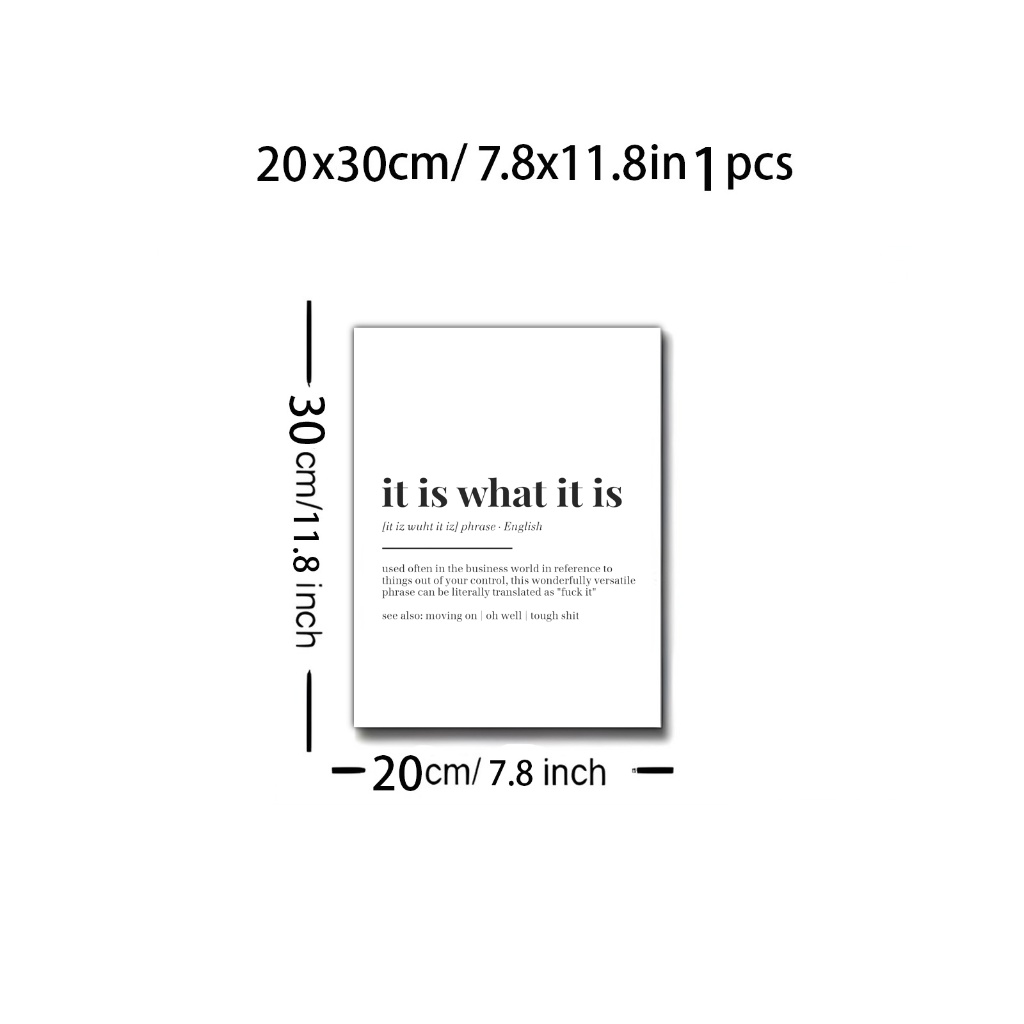 20x30cm/ 7.8x11.8in 1 pcs
30cm/11.8 inch
it is what it is
[it iz wuht it iz] phrase · English
used often in the business world in reference to
things out of your control, this wonderfully versatile
phrase can be literally translated as "fuck it"
see also: moving on | oh well | tough shit
20cm/ 7.8 inch